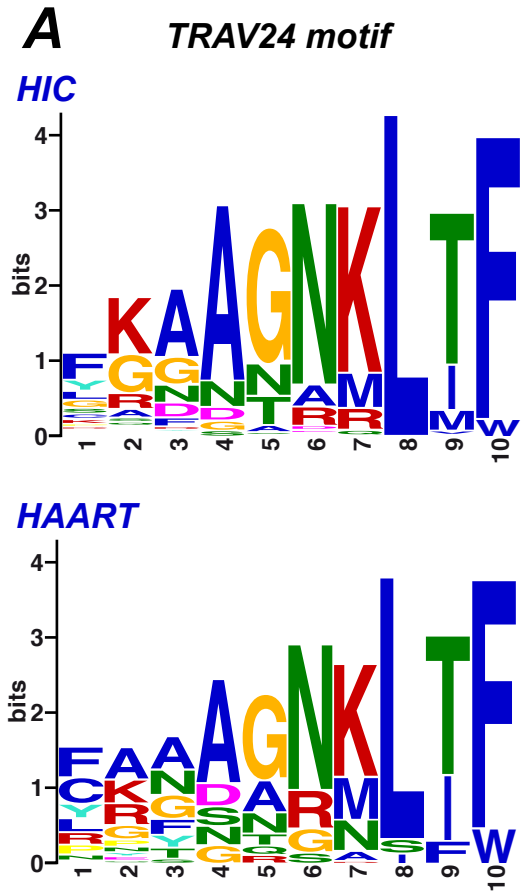 A TRAV24 motif
HIC
bits
4
3
2
1
0
1 2 3 4 5 6 7 8 9 10
F K A A G N K L T F
Y G G N N A M I W
L R N D T R R M
G A D G A
S S F S
HAART
bits
4
3
2
1
0
1 2 3 4 5 6 7 8 9 10
F A A A G N K L T F
C K N D A R M S I W
Y R G S N G N I F
L G F N T S A
R N Y G Q
P T R
N